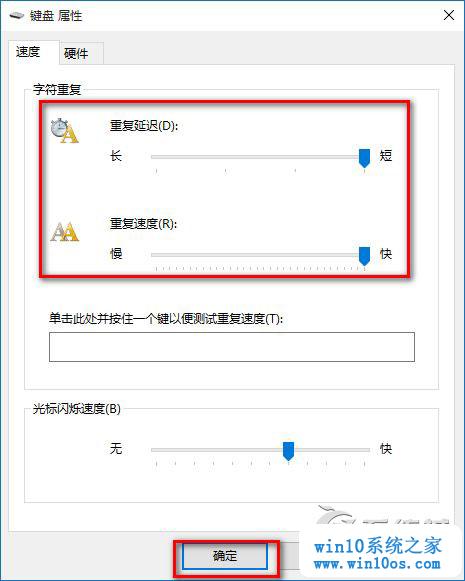 键盘 属性
速度 硬件
字符重复
重复延迟(D):
长 短
重复速度(R):
慢 快
单击此处并按住一个键以便测试重复速度(T):
光标闪烁速度(B)
无 快
确定
win10系统之家
www.win10os.com